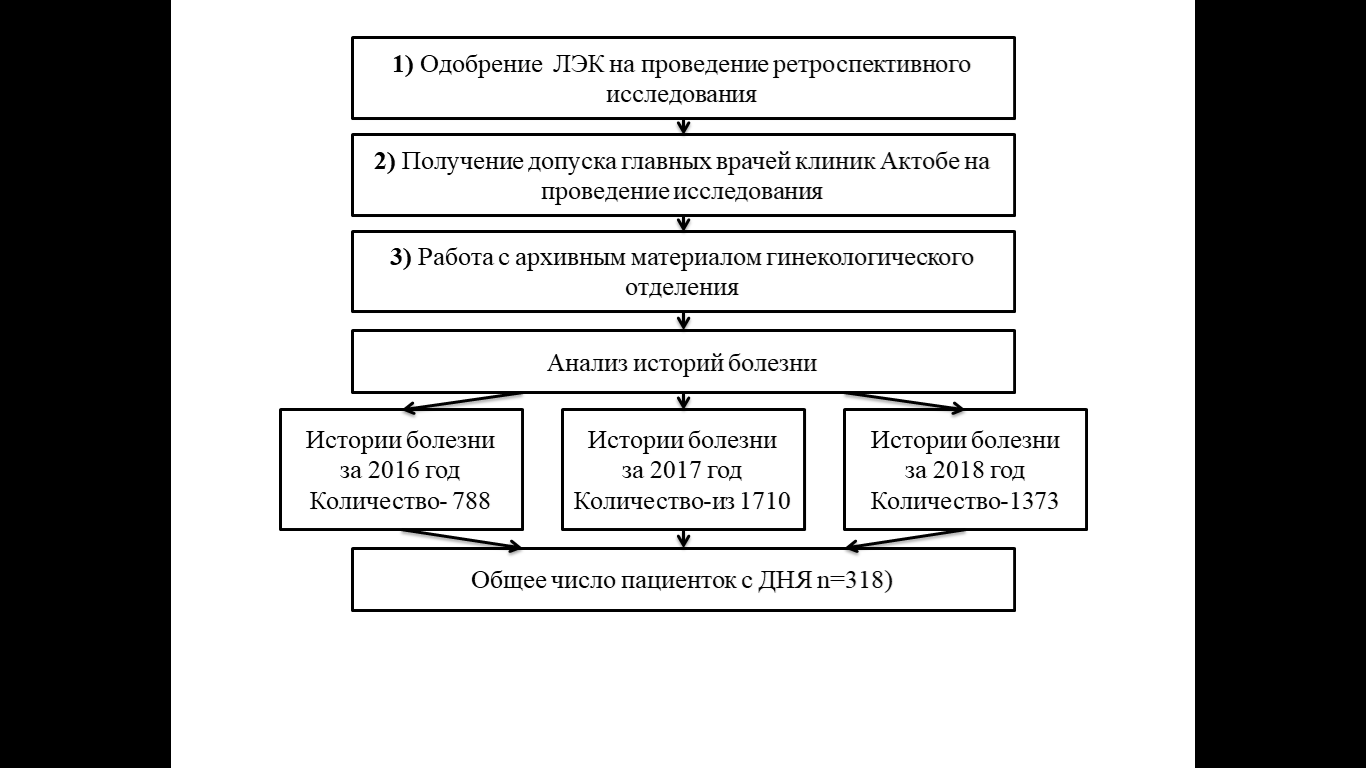 1) Одобрение ЛЭК на проведение ретроспективного
исследования
2) Получение допуска главных врачей клиник Актобе на
проведение исследования
3) Работа с архивным материалом гинекологического
отделения
Анализ историй болезни
Истории болезни
за 2016 год
Количество- 788
Истории болезни
за 2017 год
Количество-из 1710
Истории болезни
за 2018 год
Количество-1373
Общее число пациенток с ДНЯ n=318)